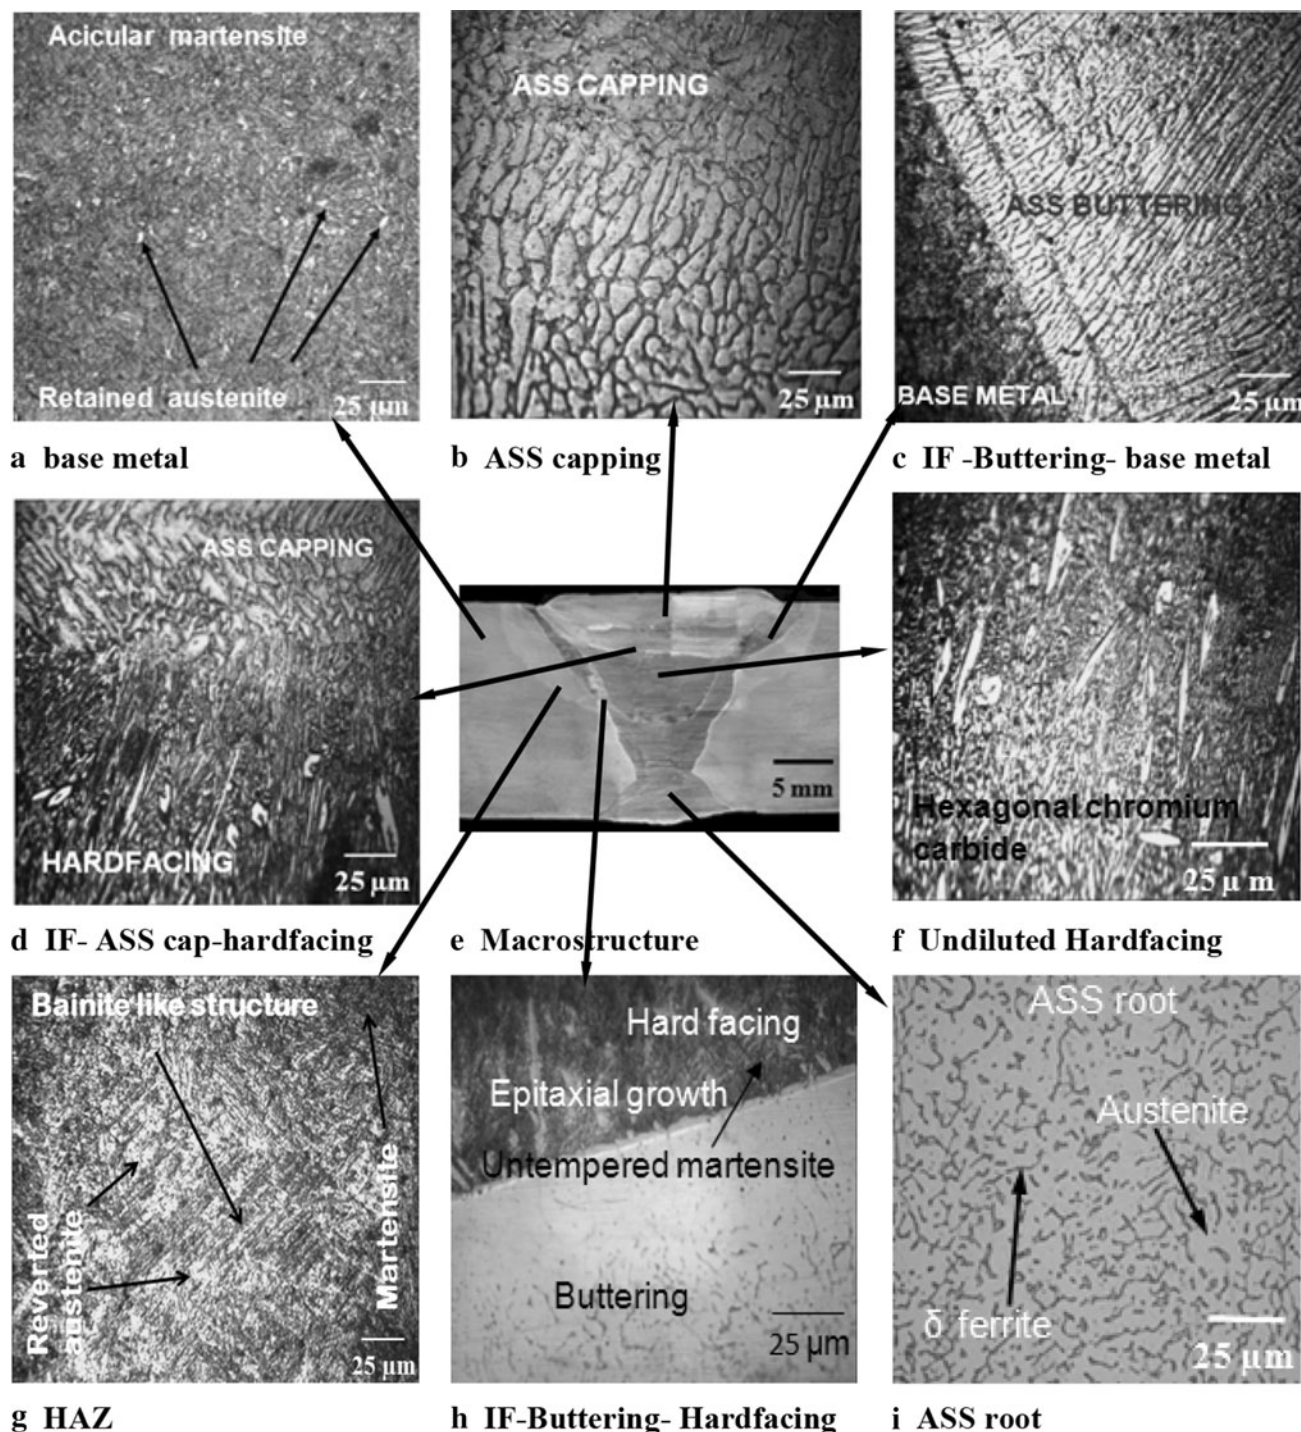 Acicular martensite
Retained austenite
25 µm
a base metal
ASS CAPPING
25 µm
b ASS capping
ASS BUTTERING
BASE METAL
25 µm
c IF -Buttering- base metal
ASS CAPPING
HARDFACING
25 µm
d IF- ASS cap-hardfacing
5 mm
e Macrostructure
Hexagonal chromium
carbide
25 µ m
f Undiluted Hardfacing
Bainite like structure
Reverted
austenite
Martensite
25 µm
g HAZ
Hard facing
Epitaxial growth
Untempered martensite
Buttering
25 µm
h IF-Buttering- Hardfacing
ASS root
Austenite
δ ferrite
25 µm
i ASS root